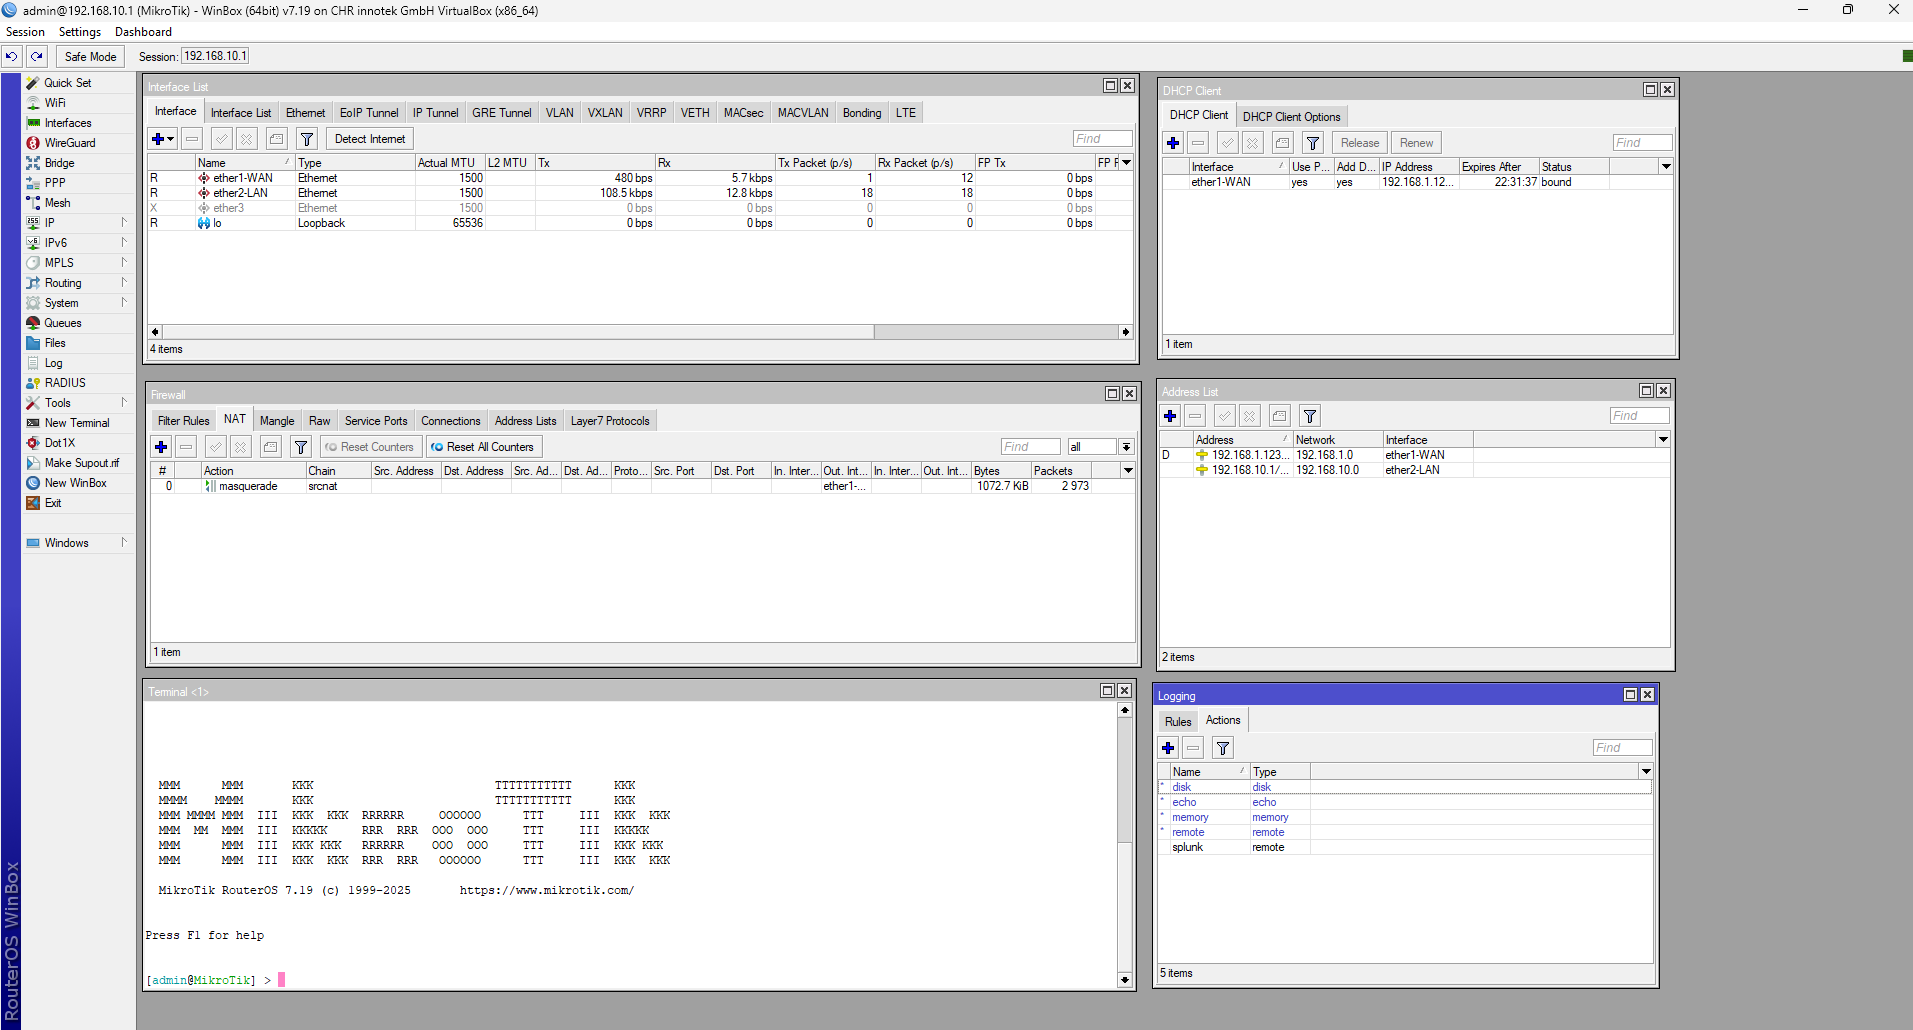 admin@192.168.10.1 (MikroTik) - WinBox (64bit) v7.19 on CHR innotek GmbH VirtualBox (x86_64)
Session Settings Dashboard
Safe Mode Session: 192.168.10.1
Quick Set
WiFi
Interfaces
WireGuard
Bridge
PPP
Mesh
IP
IPv6
MPLS
Routing
System
Queues
Files
Log
RADIUS
Tools
New Terminal
Dot1X
Make Supout.rif
New WinBox
Exit
Windows
RouterOS WinBox
Interface List
Interface Interface List Ethernet EoIP Tunnel IP Tunnel GRE Tunnel VLAN VXLAN VRRP VETH MACsec MACVLAN Bonding LTE
Detect Internet Find
Name Type Actual MTU L2 MTU Tx Rx Tx Packet (p/s) Rx Packet (p/s) FP Tx FP F
R ether1-WAN Ethernet 1500 480 bps 5.7 kbps 1 12 0 bps
R ether2-LAN Ethernet 1500 108.5 kbps 12.8 kbps 18 18 0 bps
X ether3 Ethernet 1500 0 bps 0 bps 0 0 0 bps
R lo Loopback 65536 0 bps 0 bps 0 0 0 bps
4 items
DHCP Client
DHCP Client DHCP Client Options
Release Renew Find
Interface Use P... Add D... IP Address Expires After Status
ether1-WAN yes yes 192.168.1.12... 22:31:37 bound
1 item
Firewall
Filter Rules NAT Mangle Raw Service Ports Connections Address Lists Layer7 Protocols
Reset Counters Reset All Counters Find all
# Action Chain Src. Address Dst. Address Src. Ad... Dst. Ad... Proto... Src. Port Dst. Port In. Inter... Out. Int... In. Inter... Out. Int... Bytes Packets
0 masquerade srcnat ether1-... 1072.7 KiB 2 973
1 item
Address List
Find
Address Network Interface
D 192.168.1.123... 192.168.1.0 ether1-WAN
192.168.10.1/... 192.168.10.0 ether2-LAN
2 items
Terminal <1>
MMM      MMM       KKK                          TTTTTTTTTTT      KKK
MMMM    MMMM       KKK                          TTTTTTTTTTT      KKK
MMM MMMM MMM  III  KKK  KKK  RRRRRR     OOOOOO      TTT     III  KKK  KKK
MMM  MM  MMM  III  KKKKK     RRR  RRR  OOO  OOO     TTT     III  KKKKK
MMM      MMM  III  KKK KKK   RRRRRR    OOO  OOO     TTT     III  KKK KKK
MMM      MMM  III  KKK  KKK  RRR  RRR   OOOOOO      TTT     III  KKK  KKK
MikroTik RouterOS 7.19 (c) 1999-2025       https://www.mikrotik.com/
Press F1 for help
[admin@MikroTik] >
Logging
Rules Actions
Find
Name Type
* disk disk
* echo echo
* memory memory
* remote remote
splunk remote
5 items